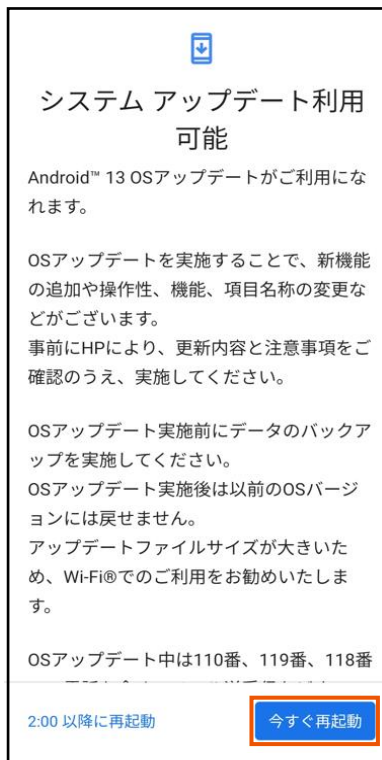 システム アップデート利用
可能
Android™ 13 OSアップデートがご利用にな
れます。
OSアップデートを実施することで、新機能
の追加や操作性、機能、項目名称の変更な
どがございます。
事前にHPにより、更新内容と注意事項をご
確認のうえ、実施してください。
OSアップデート実施前にデータのバックア
ップを実施してください。
OSアップデート実施後は以前のOSバージ
ョンには戻せません。
アップデートファイルサイズが大きいた
め、Wi-Fi®でのご利用をお勧めいたしま
す。
OSアップデート中は110番、119番、118番
2:00 以降に再起動
今すぐ再起動